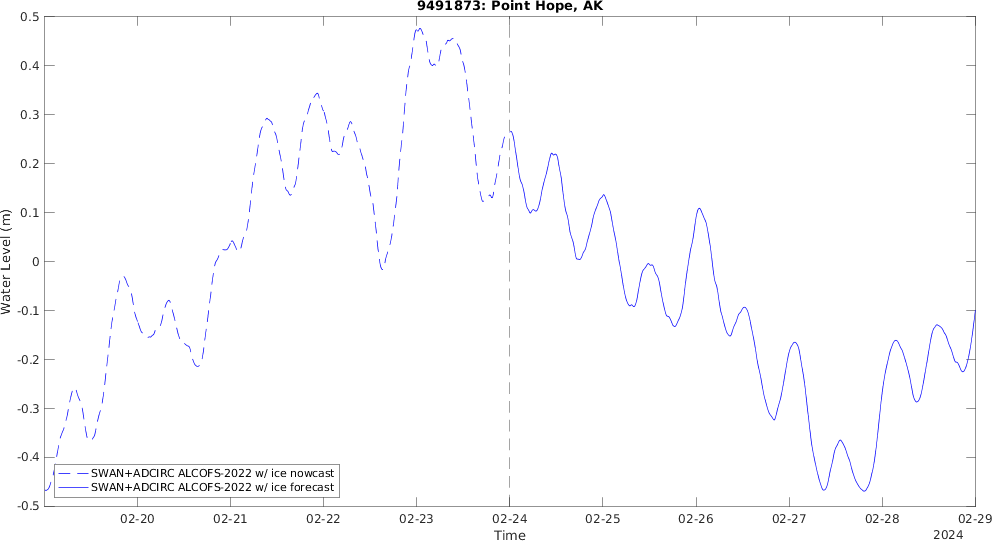 9491873: Point Hope, AK
0.5
0.4
0.3
0.2
0.1
0
-0.1
-0.2
-0.3
-0.4
-0.5
Water Level (m)
SWAN+ADCIRC ALCOFS-2022 w/ ice nowcast
SWAN+ADCIRC ALCOFS-2022 w/ ice forecast
02-20 02-21 02-22 02-23 02-24 02-25 02-26 02-27 02-28 02-29
Time
2024